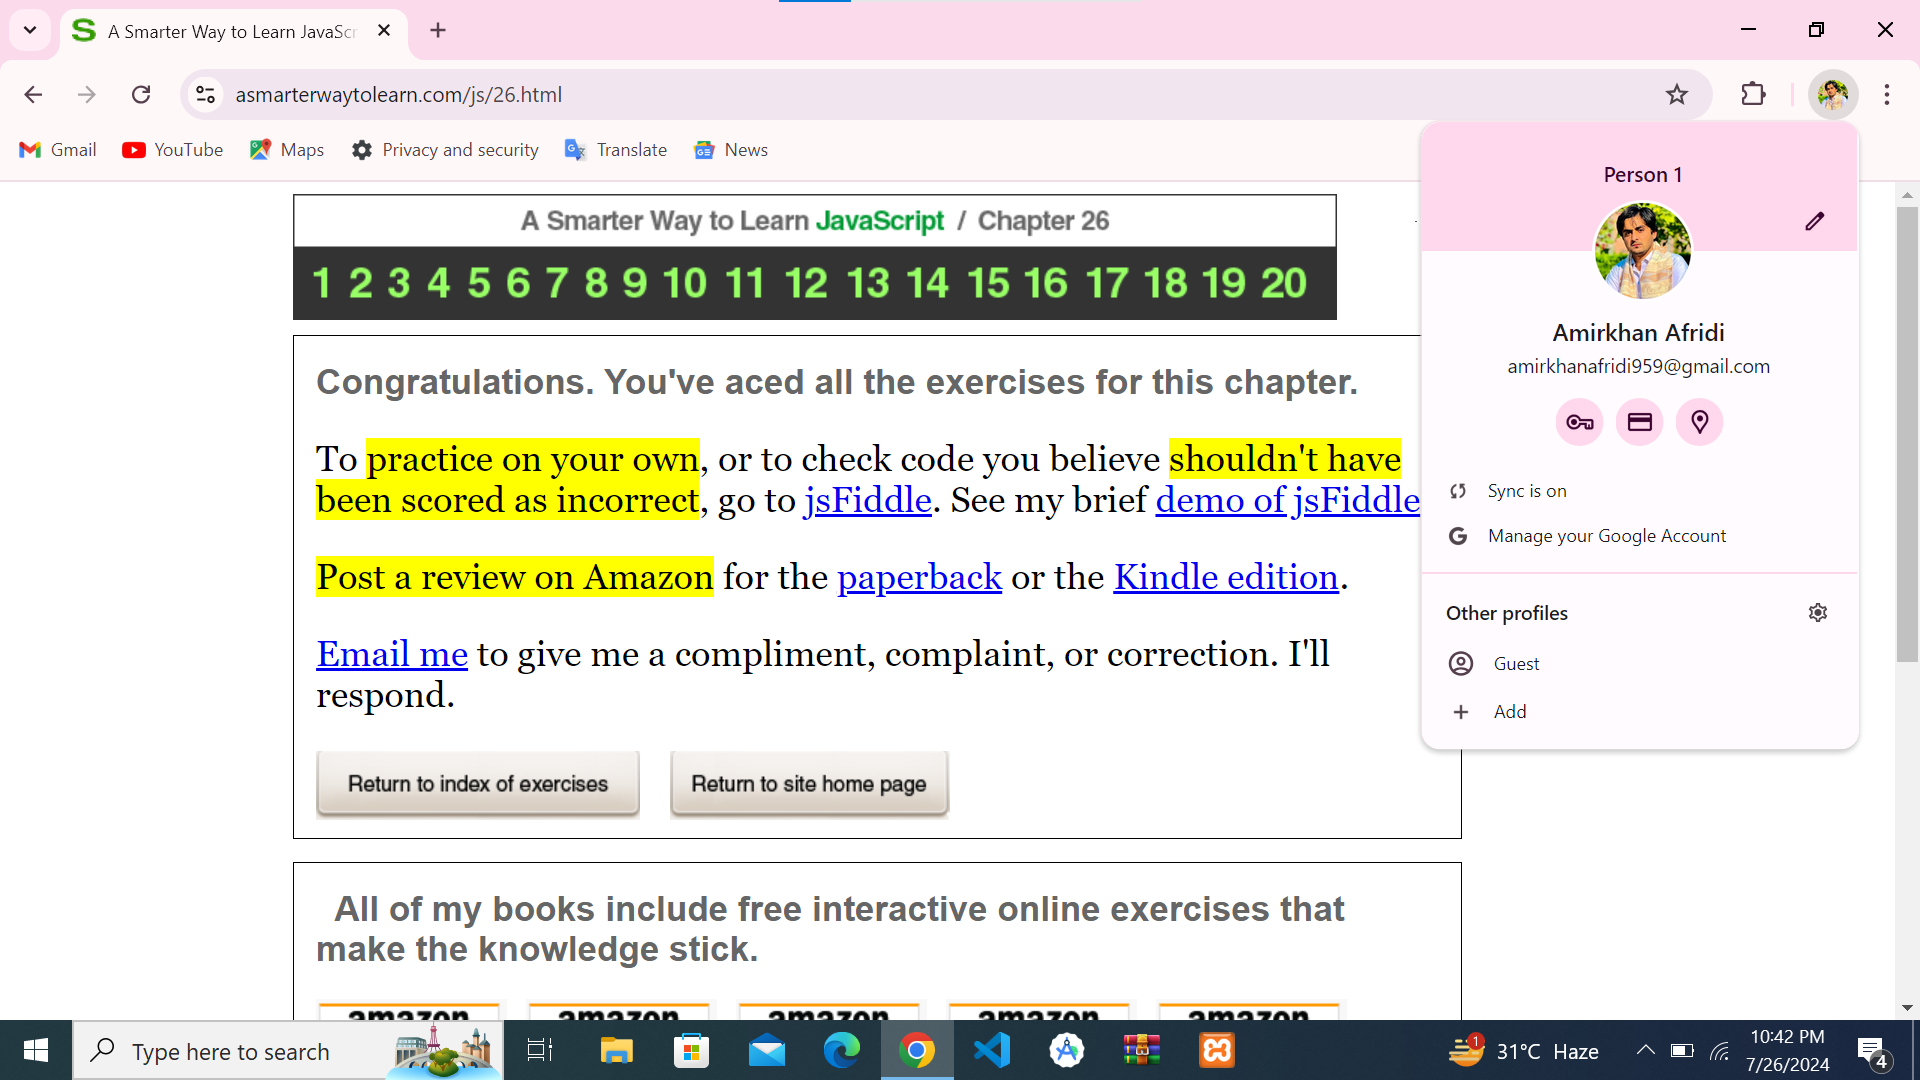 A Smarter Way to Learn JavaScr
asmarterwaytolearn.com/js/26.html
Gmail YouTube Maps Privacy and security Translate News
A Smarter Way to Learn JavaScript / Chapter 26
1 2 3 4 5 6 7 8 9 10 11 12 13 14 15 16 17 18 19 20
Congratulations. You've aced all the exercises for this chapter.
To practice on your own, or to check code you believe shouldn't have
been scored as incorrect, go to jsFiddle. See my brief demo of jsFiddle
Post a review on Amazon for the paperback or the Kindle edition.
Email me to give me a compliment, complaint, or correction. I'll
respond.
Return to index of exercises Return to site home page
All of my books include free interactive online exercises that
make the knowledge stick.
amazon amazon amazon amazon amazon
Person 1
Amirkhan Afridi
amirkhanafridi959@gmail.com
Sync is on
Manage your Google Account
Other profiles
Guest
Add
Type here to search
1
31°C Haze
10:42 PM
7/26/2024
4